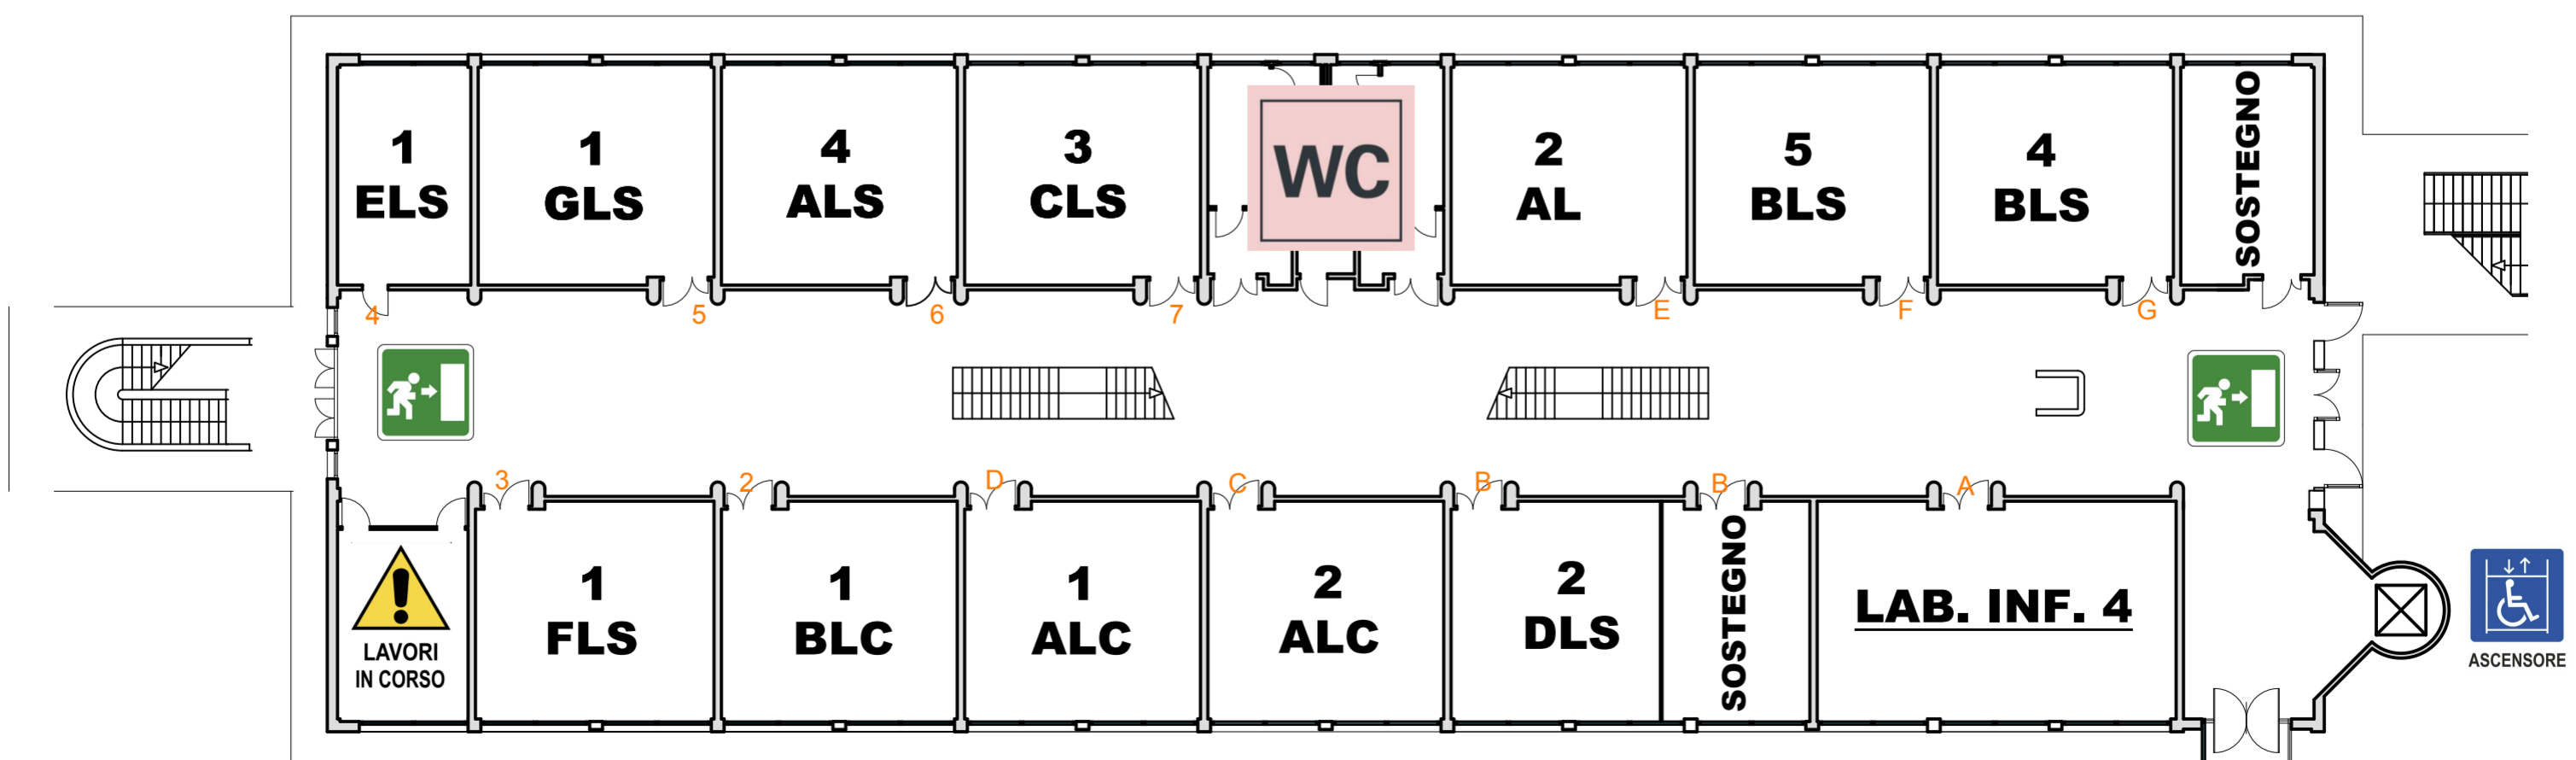 1
ELS
1
GLS
4
ALS
3
CLS
WC
2
AL
5
BLS
4
BLS
SOSTEGNO
4
5
6
7
E
F
G
3
2
D
C
B
B
A
LAVORI
IN CORSO
1
FLS
1
BLC
1
ALC
2
ALC
2
DLS
SOSTEGNO
LAB. INF. 4
ASCENSORE